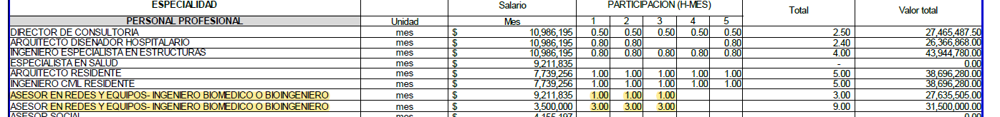 ESPECIALIDAD Salario PARTICIPACION (H-MES) Total Valor total
PERSONAL PROFESIONAL Unidad Mes 1 2 3 4 5
DIRECTOR DE CONSULTORIA mes $ 10,986,195 0.50 0.50 0.50 0.50 0.50 2.50 27,465,487.50
ARQUITECTO DISENADOR HOSPITALARIO mes $ 10,986,195 0.80 0.80 0.80 2.40 26,366,868.00
INGENIERO ESPECIALISTA EN ESTRUCTURAS mes $ 10,986,195 0.80 0.80 0.80 0.80 0.80 4.00 43,944,780.00
ESPECIALISTA EN SALUD mes $ 9,211,835 - 0.00
ARQUITECTO RESIDENTE mes $ 7,739,256 1.00 1.00 1.00 1.00 1.00 5.00 38,696,280.00
INGENIERO CIVIL RESIDENTE mes $ 7,739,256 1.00 1.00 1.00 1.00 1.00 5.00 38,696,280.00
ASESOR EN REDES Y EQUIPOS- INGENIERO BIOMEDICO O BIOINGENIERO mes $ 9,211,835 1.00 1.00 1.00 3.00 27,635,505.00
ASESOR EN REDES Y EQUIPOS- INGENIERO BIOMEDICO O BIOINGENIERO mes $ 3,500,000 3.00 3.00 3.00 9.00 31,500,000.00
ASESOR SOCIAL mes $ 4,155,197 0.00